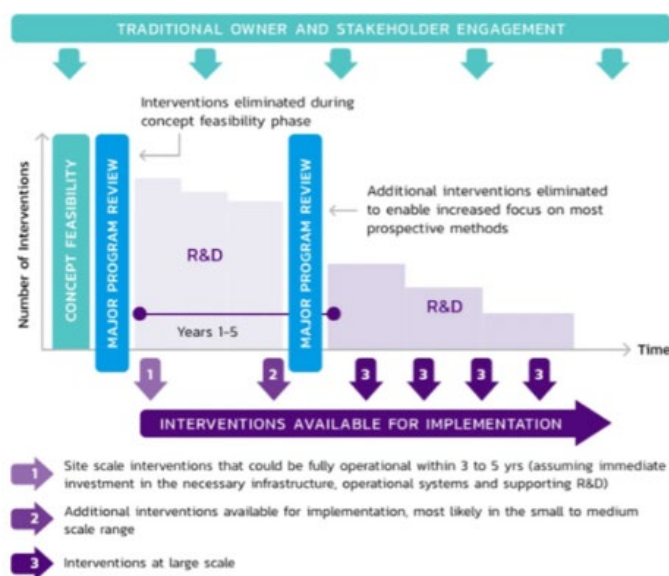 TRADITIONAL OWNER AND STAKEHOLDER ENGAGEMENT
Interventions eliminated during
concept feasibility phase
Number of Interventions
CONCEPT FEASIBILITY
MAJOR PROGRAM REVIEW
R&D
Years 1-5
MAJOR PROGRAM REVIEW
Additional interventions eliminated
to enable increased focus on most
prospective methods
R&D
Time
1
2
3
3
3
3
INTERVENTIONS AVAILABLE FOR IMPLEMENTATION
1 Site scale interventions that could be fully operational within 3 to 5 yrs (assuming immediate
investment in the necessary infrastructure, operational systems and supporting R&D)
2 Additional interventions available for implementation, most likely in the small to medium
scale range
3 Interventions at large scale